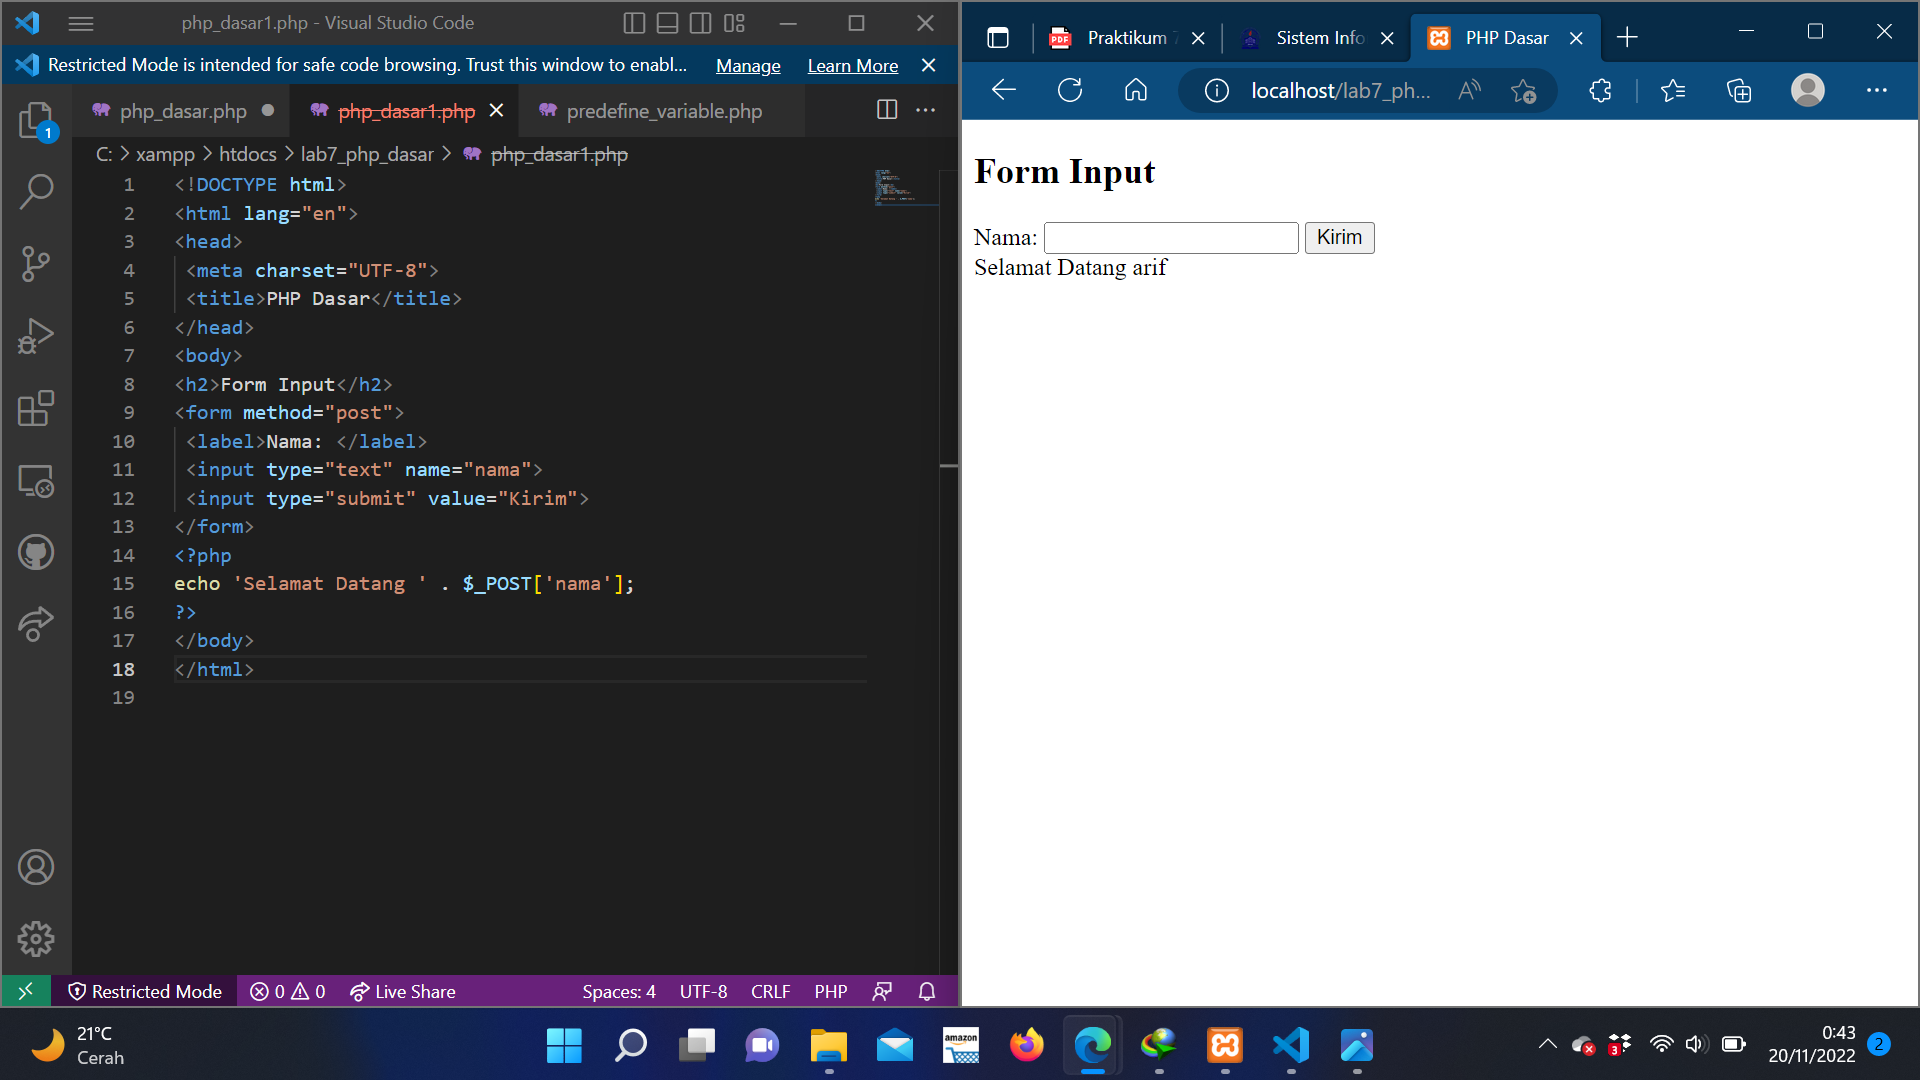 php_dasar1.php - Visual Studio Code
Restricted Mode is intended for safe code browsing. Trust this window to enabl... Manage Learn More
1
php_dasar.php
php_dasar1.php
predefine_variable.php
C: > xampp > htdocs > lab7_php_dasar > php_dasar1.php
1 <!DOCTYPE html>
2 <html lang="en">
3 <head>
4 <meta charset="UTF-8">
5 <title>PHP Dasar</title>
6 </head>
7 <body>
8 <h2>Form Input</h2>
9 <form method="post">
10 <label>Nama: </label>
11 <input type="text" name="nama">
12 <input type="submit" value="Kirim">
13 </form>
14 <?php
15 echo 'Selamat Datang ' . $_POST['nama'];
16 ?>
17 </body>
18 </html>
19
Restricted Mode 0 0 Live Share Spaces: 4 UTF-8 CRLF PHP
PDF Praktikum 7
Sistem Info
PHP Dasar
localhost/lab7_ph...
Form Input
Nama: Kirim
Selamat Datang arif
21°C
Cerah
amazon
3
0:43
20/11/2022
2